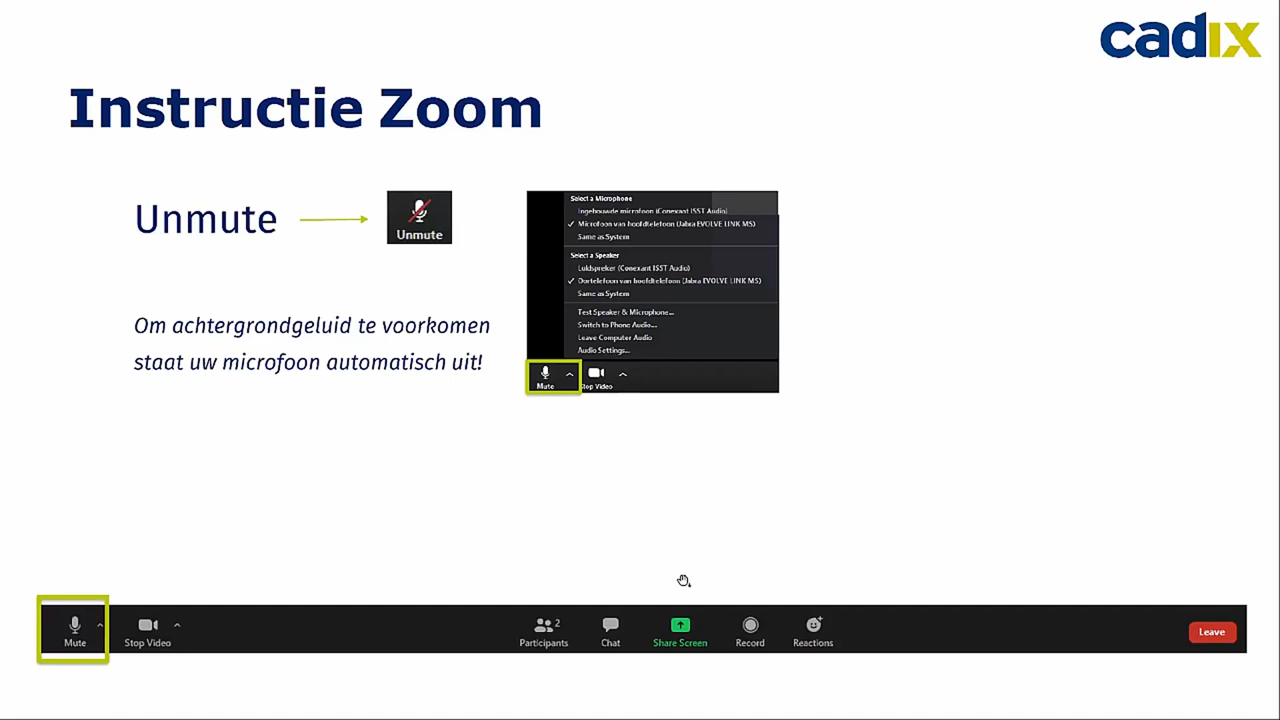 cadix
Instructie Zoom
Unmute
Unmute
Om achtergrondgeluid te voorkomen
staat uw microfoon automatisch uit!
Select a Microphone
Ingebouwde microfoon (Conexant ISST Audio)
✓ Microfoon van hoofdtelefoon (Jabra EVOLVE LINK MS)
Same as System
Select a Speaker
Luidspreker (Conexant ISST Audio)
✓ Oortelefoon van hoofdtelefoon (Jabra EVOLVE LINK MS)
Same as System
Test Speaker & Microphone...
Switch to Phone Audio...
Leave Computer Audio
Audio Settings...
Mute
Stop Video
Mute
Stop Video
2
Participants
Chat
Share Screen
Record
Reactions
Leave